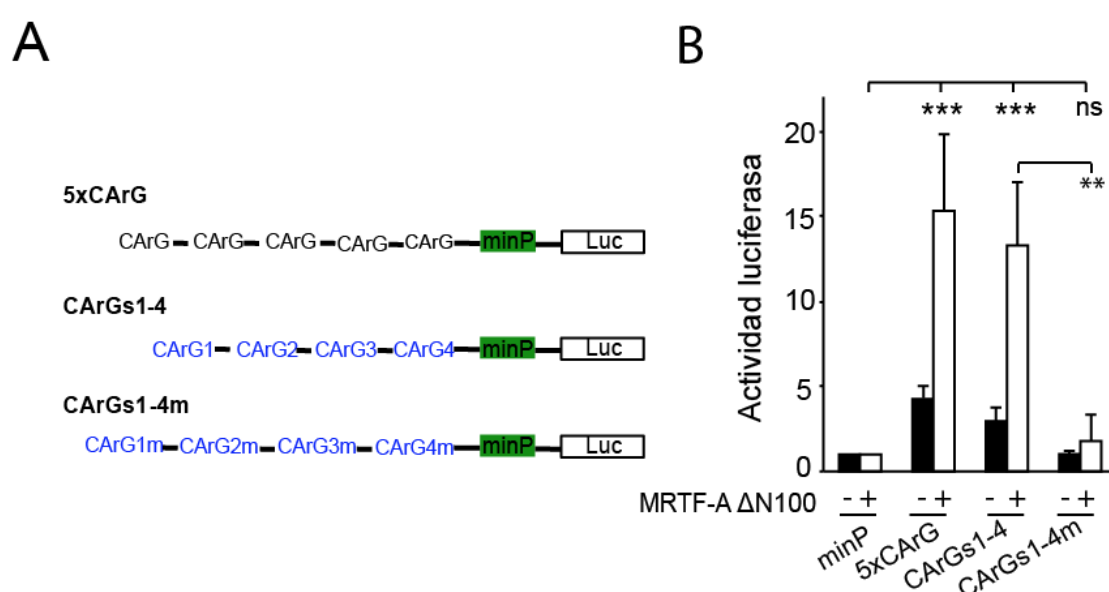 A
5xCArG
CArG CArG CArG CArG CArG minP Luc
CArGs1-4
CArG1 CArG2 CArG3 CArG4 minP Luc
CArGs1-4m
CArG1m CArG2m CArG3m CArG4m minP Luc
B
*** *** ns
**
Actividad luciferasa
20
15
10
5
0
MRTF-A ΔN100 - + - + - + - +
minP 5xCArG CArGs1-4 CArGs1-4m